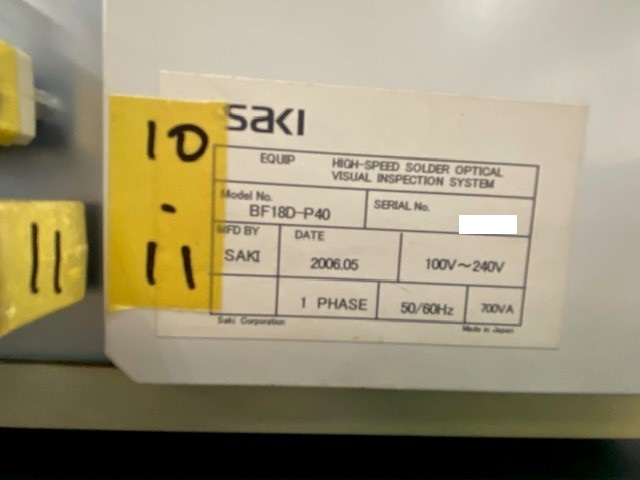 saki
10
.
11
11
EQUIP HIGH-SPEED SOLDER OPTICAL
VISUAL INSPECTION SYSTEM
Model No.
BF18D-P40
SERIAL No.
MFD BY
SAKI
DATE
2006.05
100V～240V
1 PHASE
50/60Hz
700VA
Saki Corporation
Made in Japan